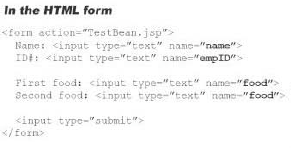 In the HTML form
<form action="TestBean.jsp">
Name: <input type="text" name="name">
ID#: <input type="text" name="empID">
First food: <input type="text" name="food">
Second food: <input type="text" name="food">
<input type="submit">
</form>